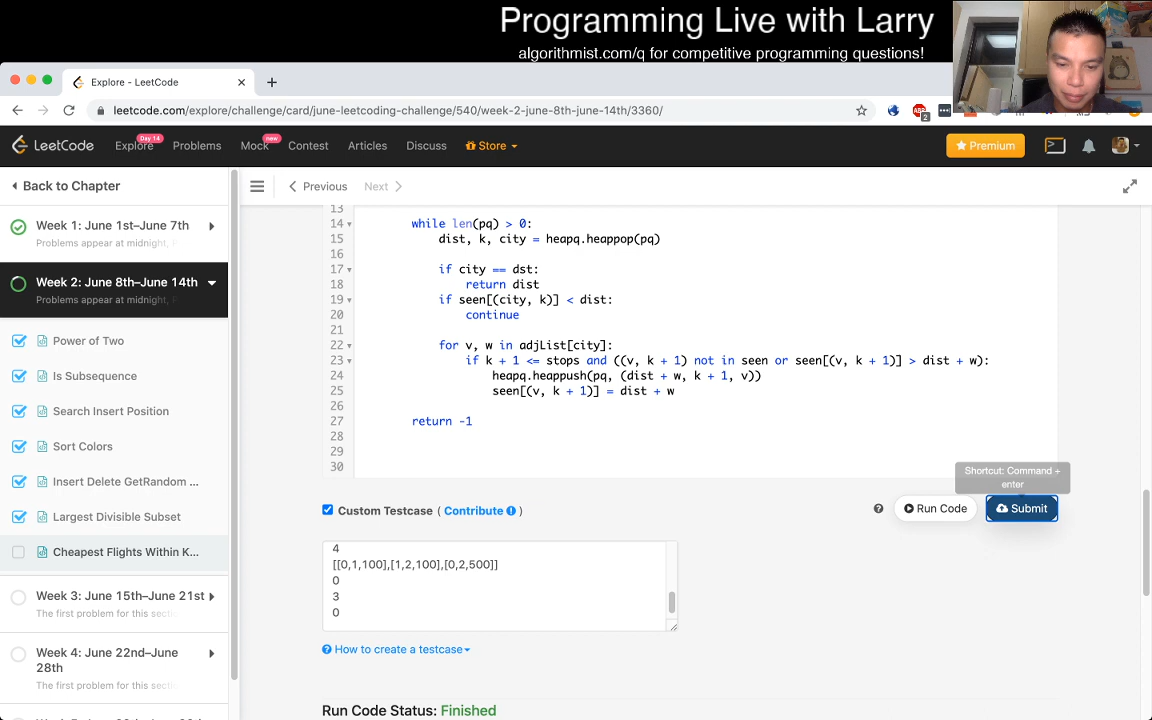 Programming Live with Larry
algorithmist.com/q for competitive programming questions!
Explore - LeetCode
leetcode.com/explore/challenge/card/june-leetcoding-challenge/540/week-2-june-8th-june-14th/3360/
ABP
2
LeetCode
Explore
Day 14
Problems
Mock
new
Contest
Articles
Discuss
Store
Premium
Back to Chapter
Previous
Next
Week 1: June 1st–June 7th
Problems appear at midnight,
Week 2: June 8th–June 14th
Problems appear at midnight,
Power of Two
Is Subsequence
Search Insert Position
Sort Colors
Insert Delete GetRandom ...
Largest Divisible Subset
Cheapest Flights Within K...
Week 3: June 15th–June 21st
The first problem for this
Week 4: June 22nd–June
28th
The first problem for this
13
14 while len(pq) > 0:
15 dist, k, city = heapq.heappop(pq)
16
17 if city == dst:
18 return dist
19 if seen[(city, k)] < dist:
20 continue
21
22 for v, w in adjList[city]:
23 if k + 1 <= stops and ((v, k + 1) not in seen or seen[(v, k + 1)] > dist + w):
24 heapq.heappush(pq, (dist + w, k + 1, v))
25 seen[(v, k + 1)] = dist + w
26
27 return -1
28
29
30
Shortcut: Command +
enter
Custom Testcase ( Contribute )
Run Code
Submit
4
[[0,1,100],[1,2,100],[0,2,500]]
0
3
0
How to create a testcase
Run Code Status: Finished